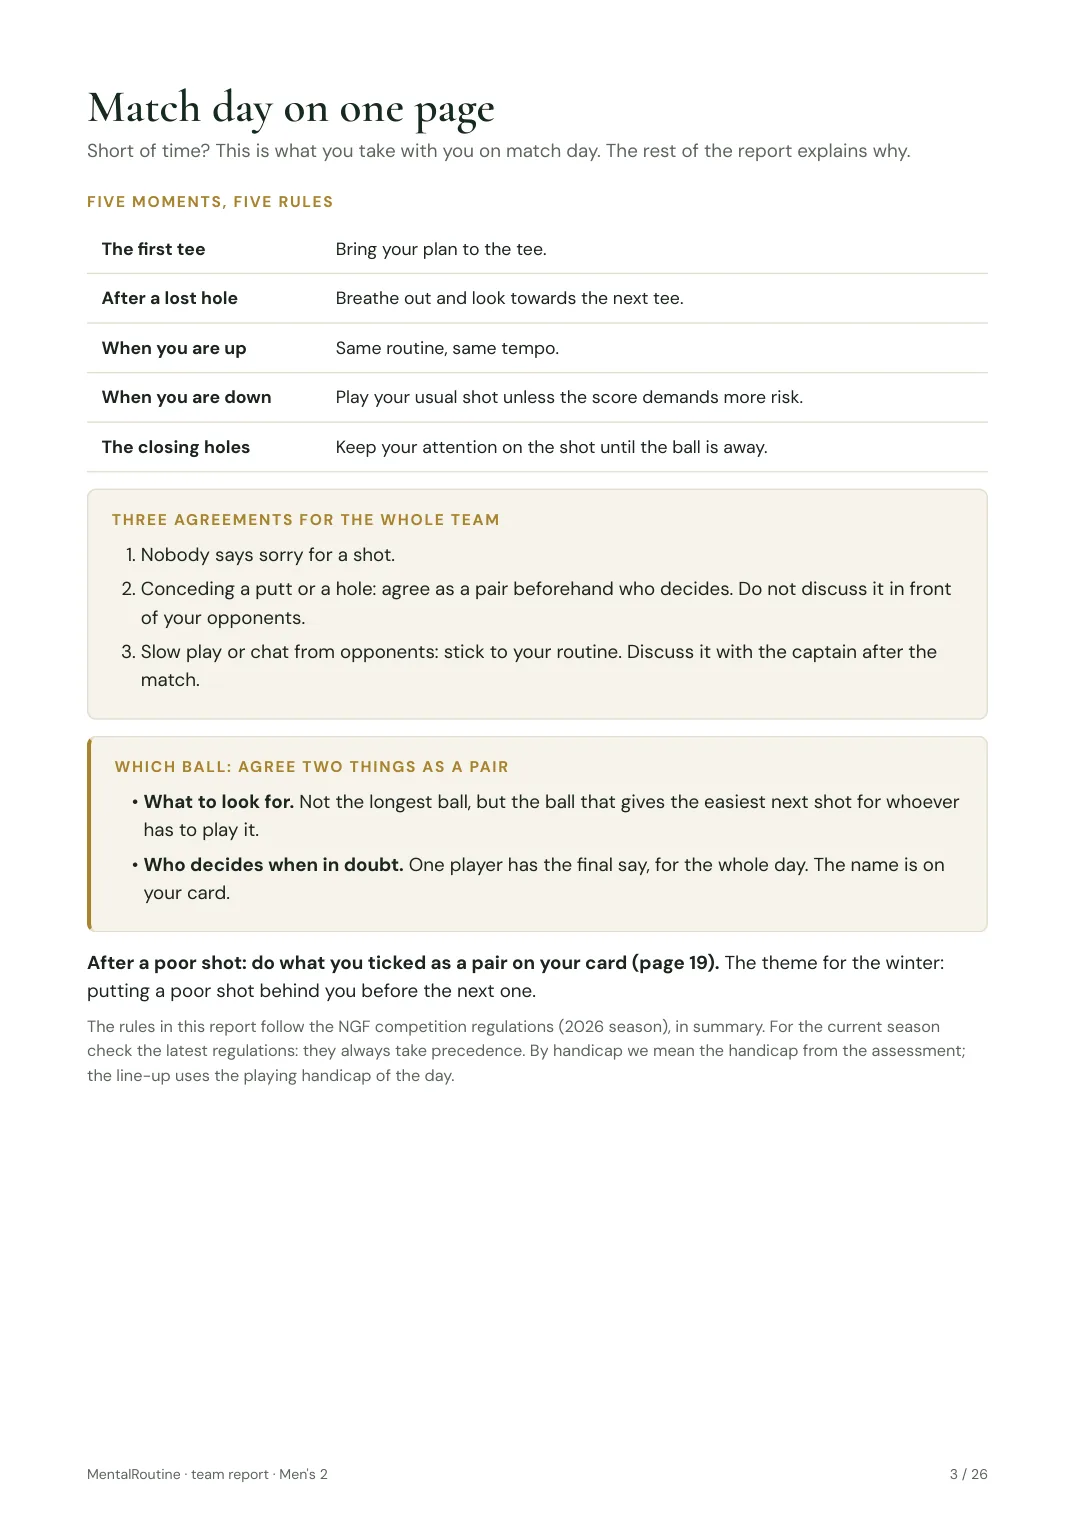 Match day on one page
Short of time? This is what you take with you on match day. The rest of the report explains why.
FIVE MOMENTS, FIVE RULES
The first tee Bring your plan to the tee.
After a lost hole Breathe out and look towards the next tee.
When you are up Same routine, same tempo.
When you are down Play your usual shot unless the score demands more risk.
The closing holes Keep your attention on the shot until the ball is away.
THREE AGREEMENTS FOR THE WHOLE TEAM
1. Nobody says sorry for a shot.
2. Conceding a putt or a hole: agree as a pair beforehand who decides. Do not discuss it in front
of your opponents.
3. Slow play or chat from opponents: stick to your routine. Discuss it with the captain after the
match.
WHICH BALL: AGREE TWO THINGS AS A PAIR
• What to look for. Not the longest ball, but the ball that gives the easiest next shot for whoever
has to play it.
• Who decides when in doubt. One player has the final say, for the whole day. The name is on
your card.
After a poor shot: do what you ticked as a pair on your card (page 19). The theme for the winter:
putting a poor shot behind you before the next one.
The rules in this report follow the NGF competition regulations (2026 season), in summary. For the current season
check the latest regulations: they always take precedence. By handicap we mean the handicap from the assessment;
the line-up uses the playing handicap of the day.
MentalRoutine · team report · Men's 2 3 / 26